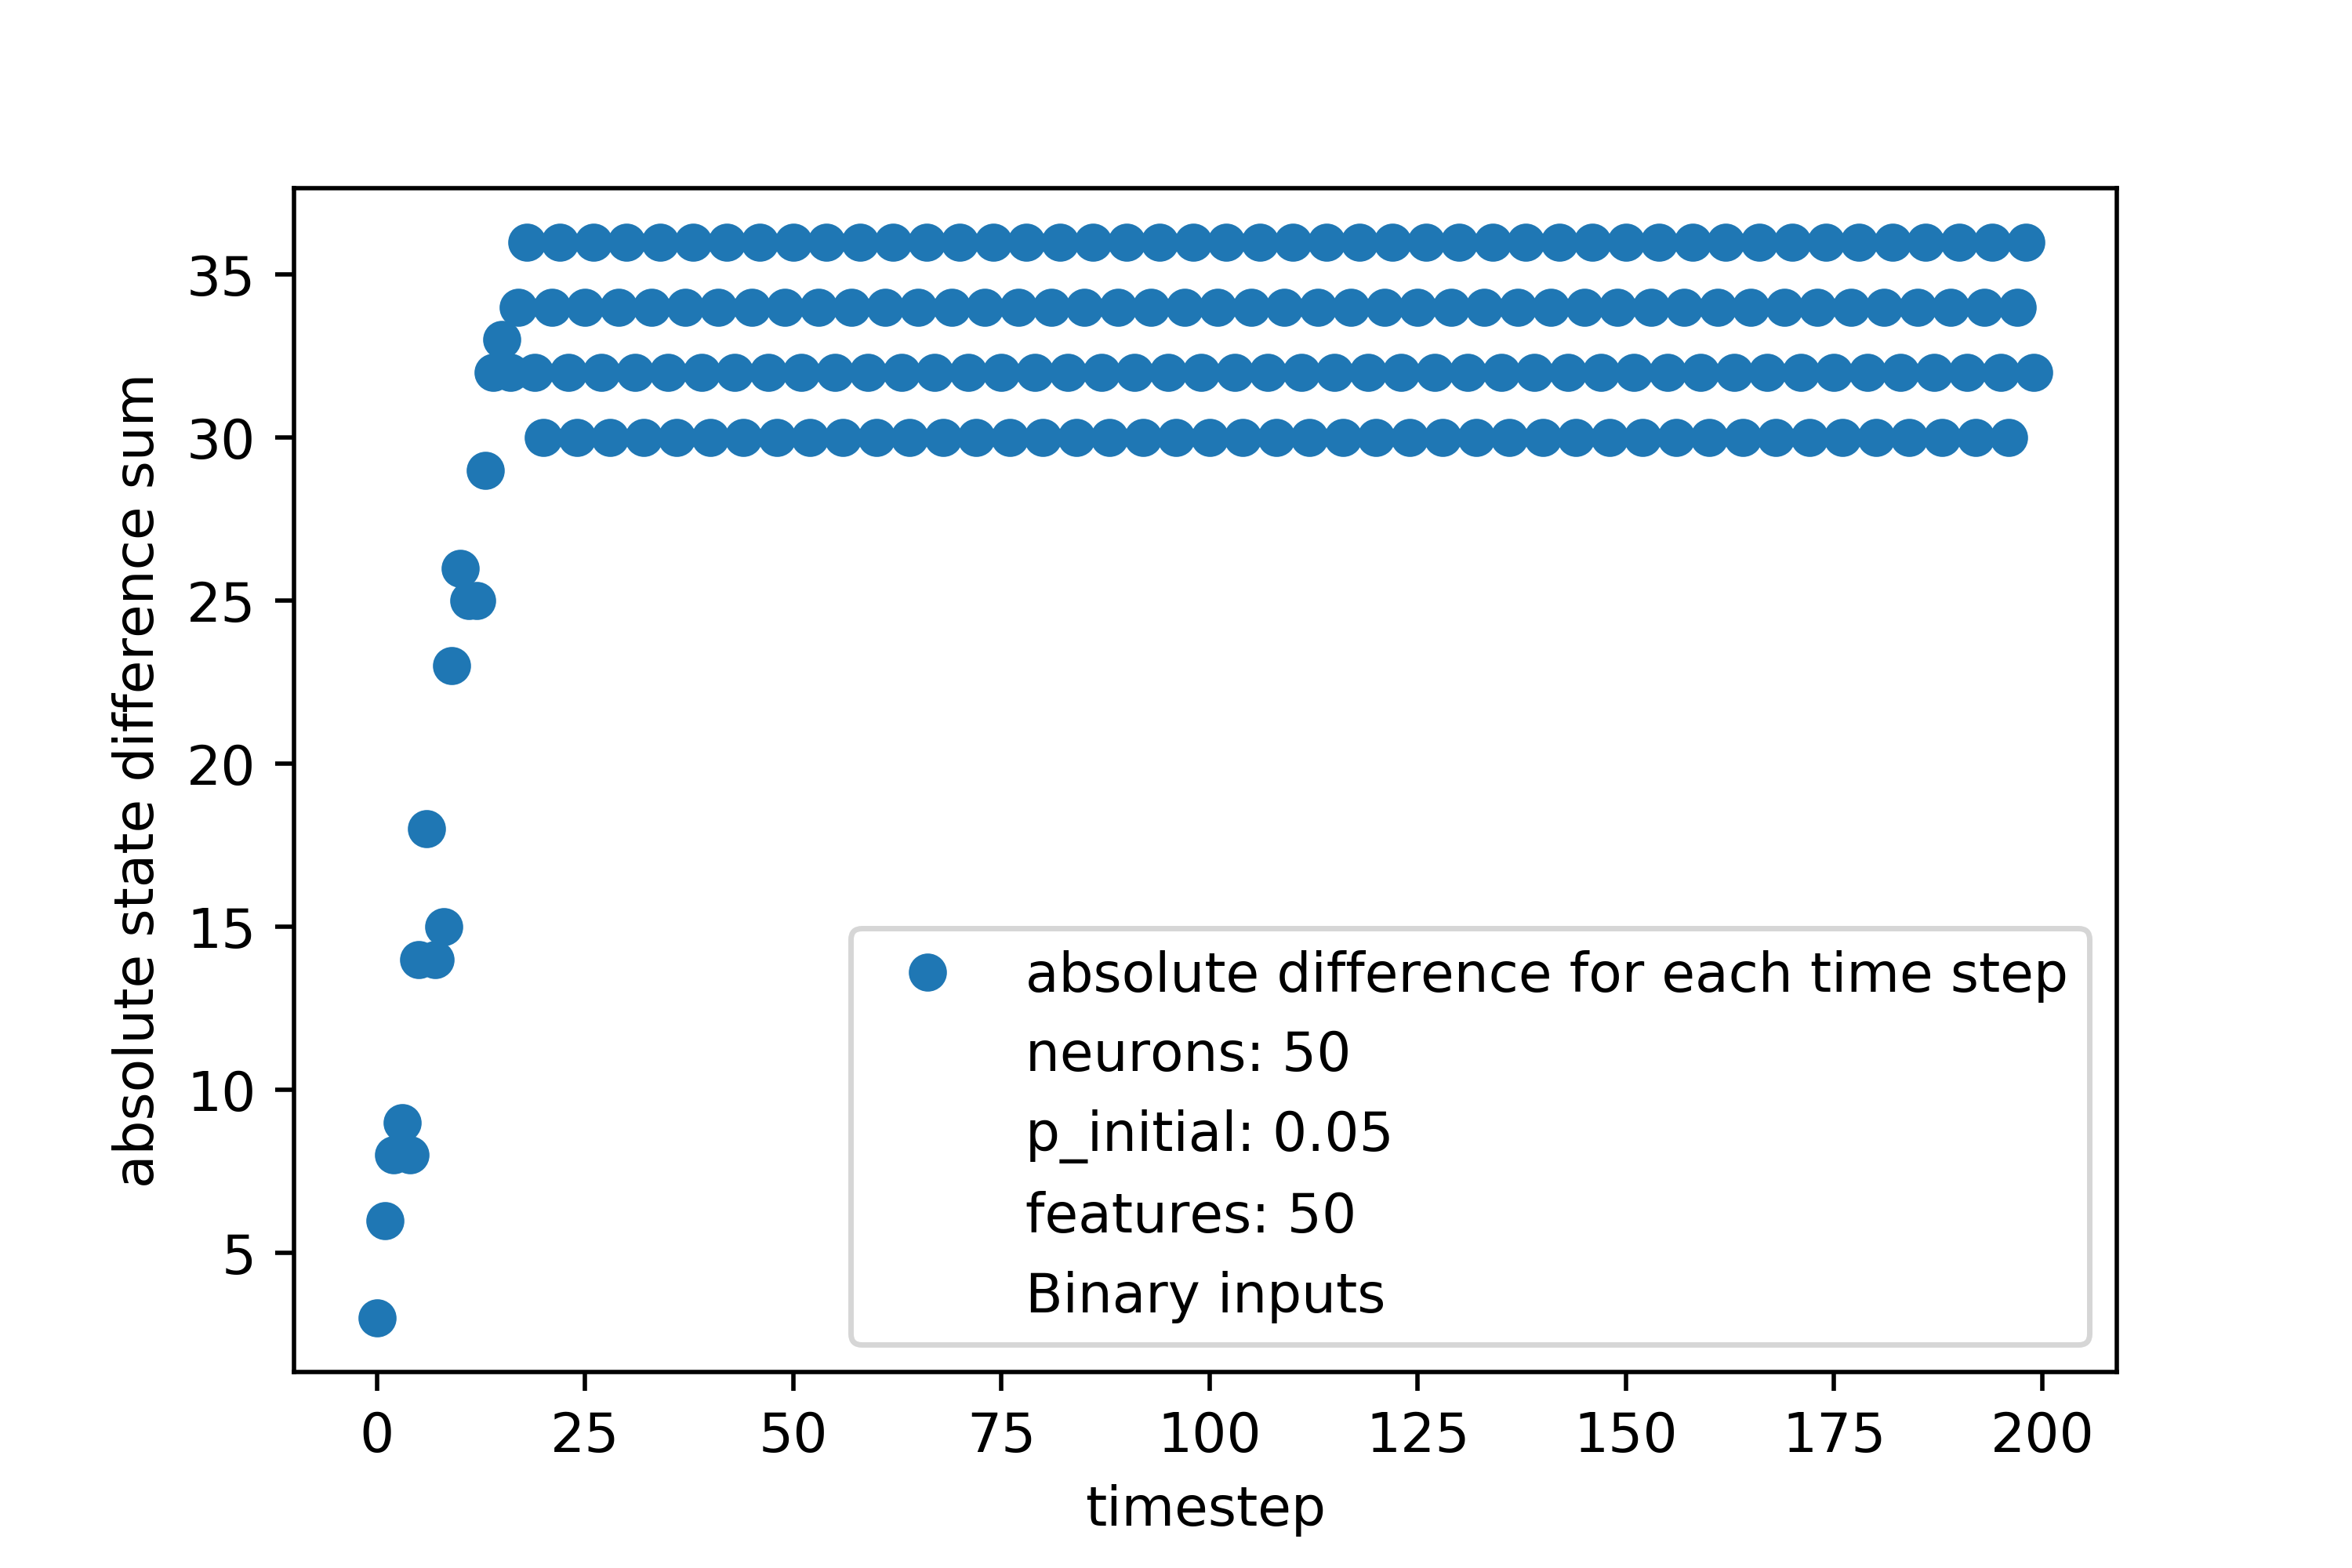 absolute state difference sum
35
30
25
20
15
10
5
absolute difference for each time step
neurons: 50
p_initial: 0.05
features: 50
Binary inputs
0 25 50 75 100 125 150 175 200
timestep